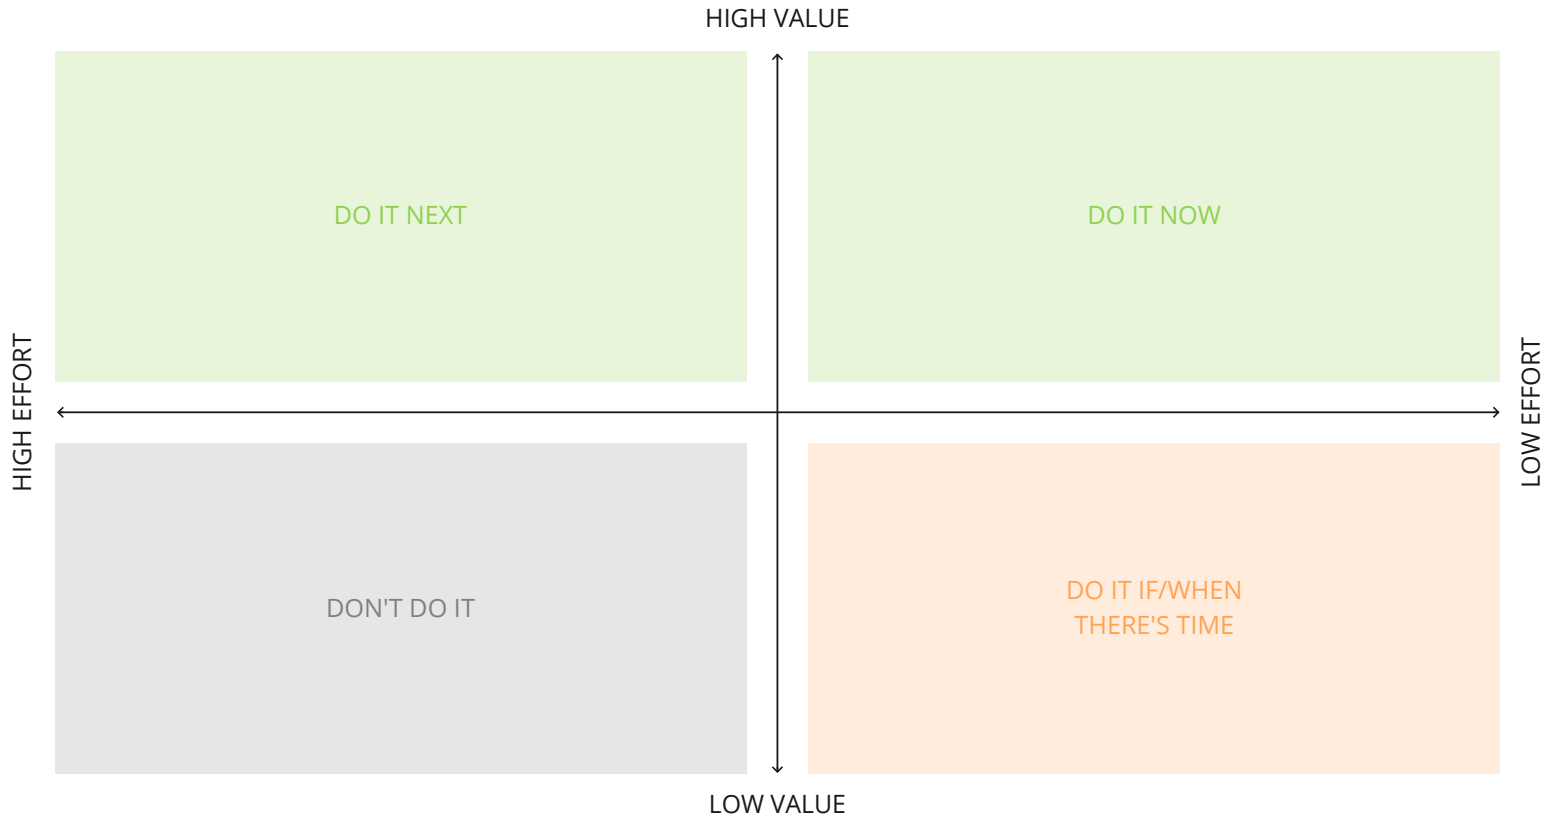 HIGH VALUE
DO IT NEXT
DO IT NOW
HIGH EFFORT
LOW EFFORT
DON'T DO IT
DO IT IF/WHEN
THERE'S TIME
LOW VALUE